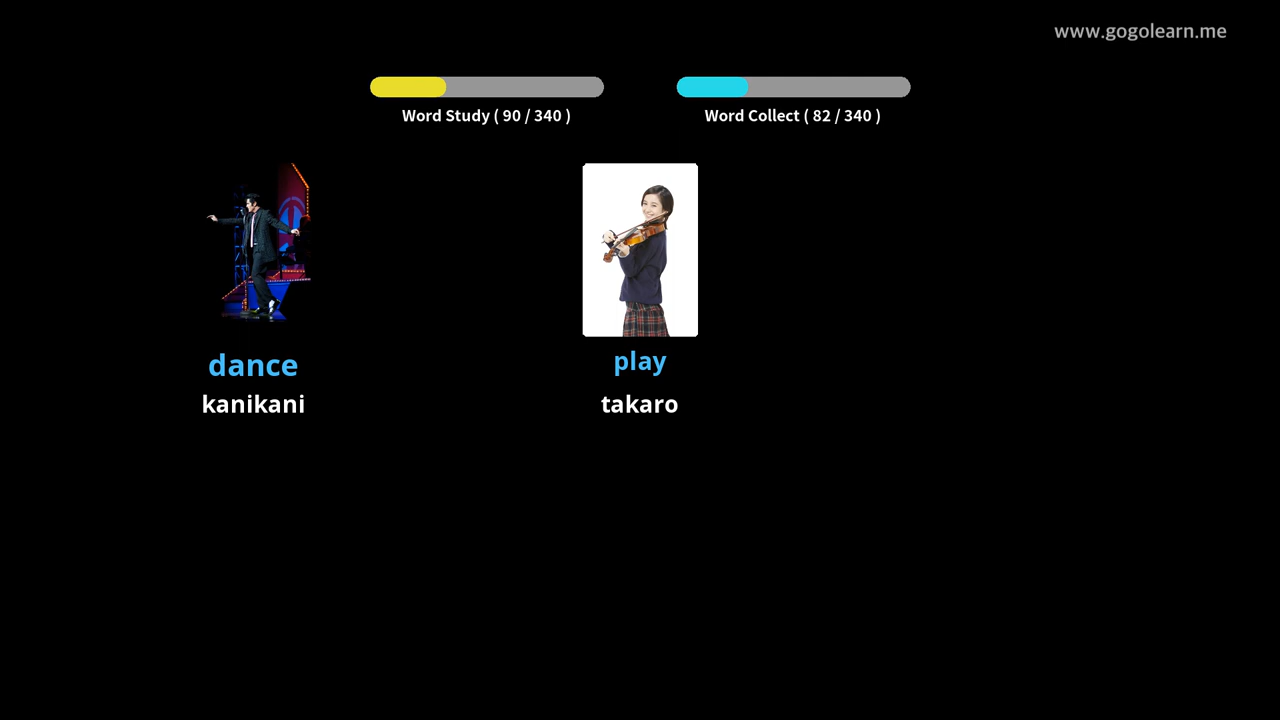 www.gogolearn.me
Word Study ( 90 / 340 )
Word Collect ( 82 / 340 )
dance
kanikani
play
takaro